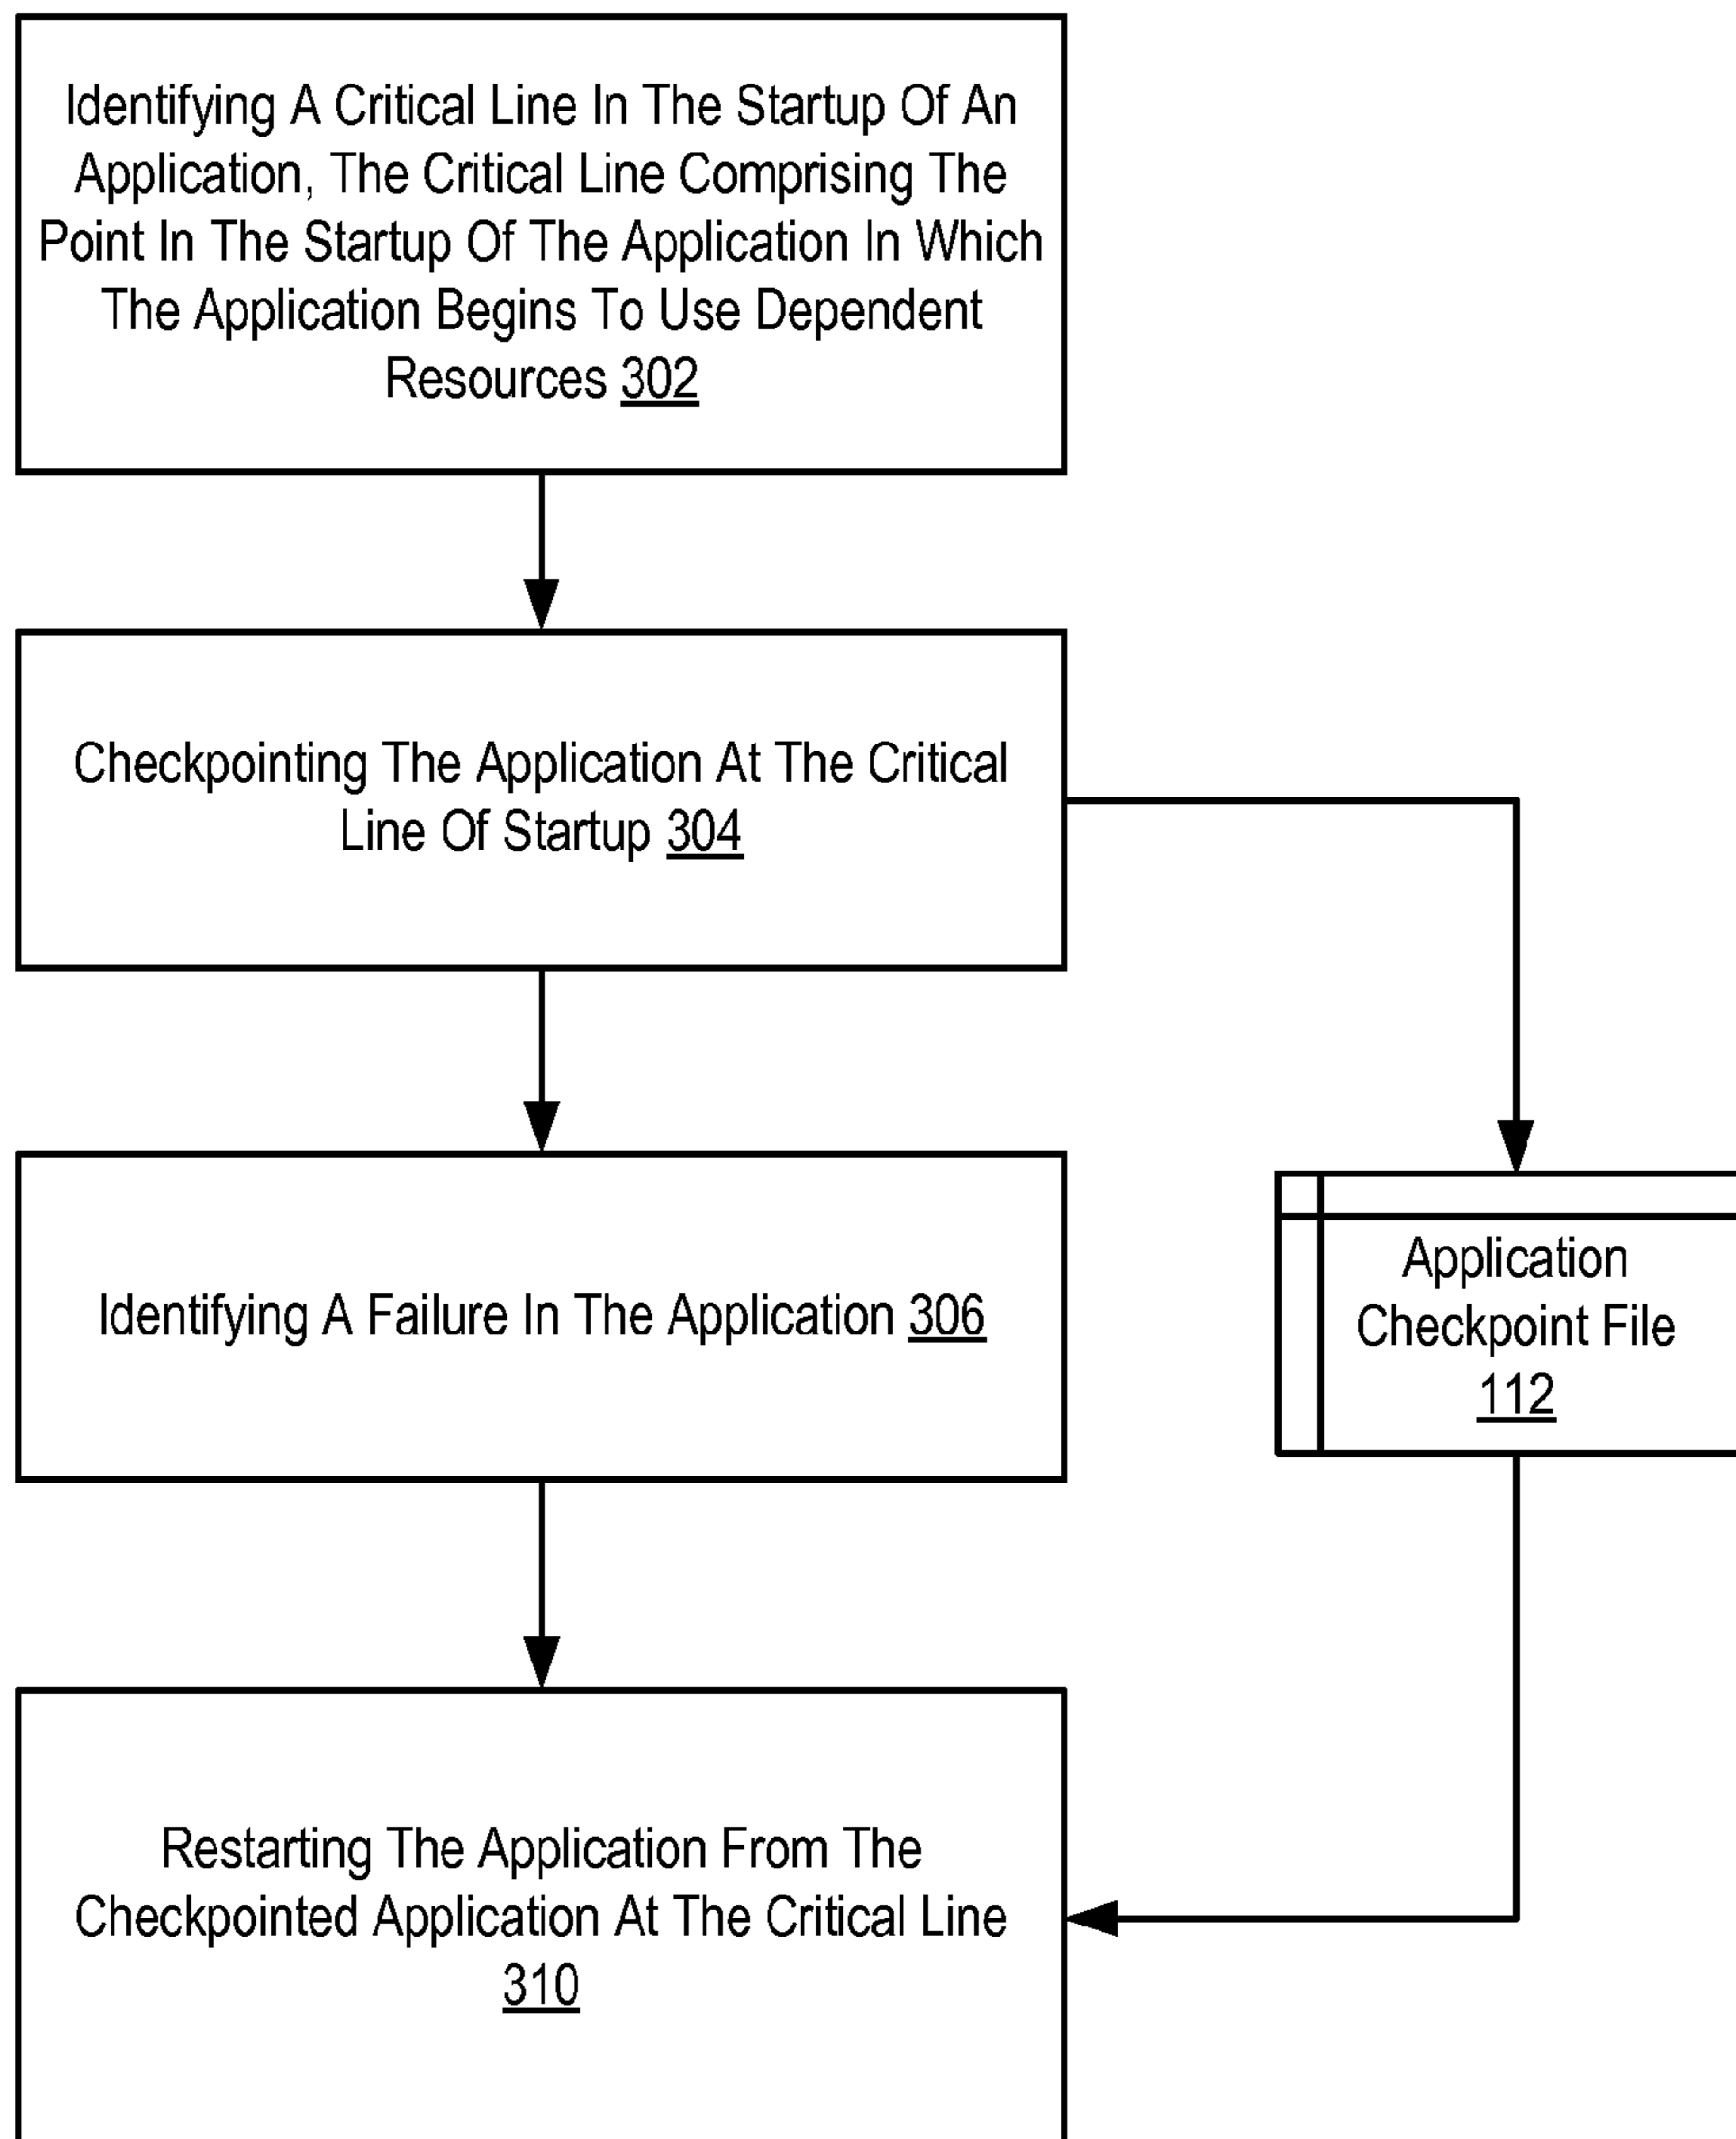 Identifying A Critical Line In The Startup Of An
Application, The Critical Line Comprising The
Point In The Startup Of The Application In Which
The Application Begins To Use Dependent
Resources 302
Checkpointing The Application At The Critical
Line Of Startup 304
Identifying A Failure In The Application 306
Application
Checkpoint File
112
Restarting The Application From The
Checkpointed Application At The Critical Line
310